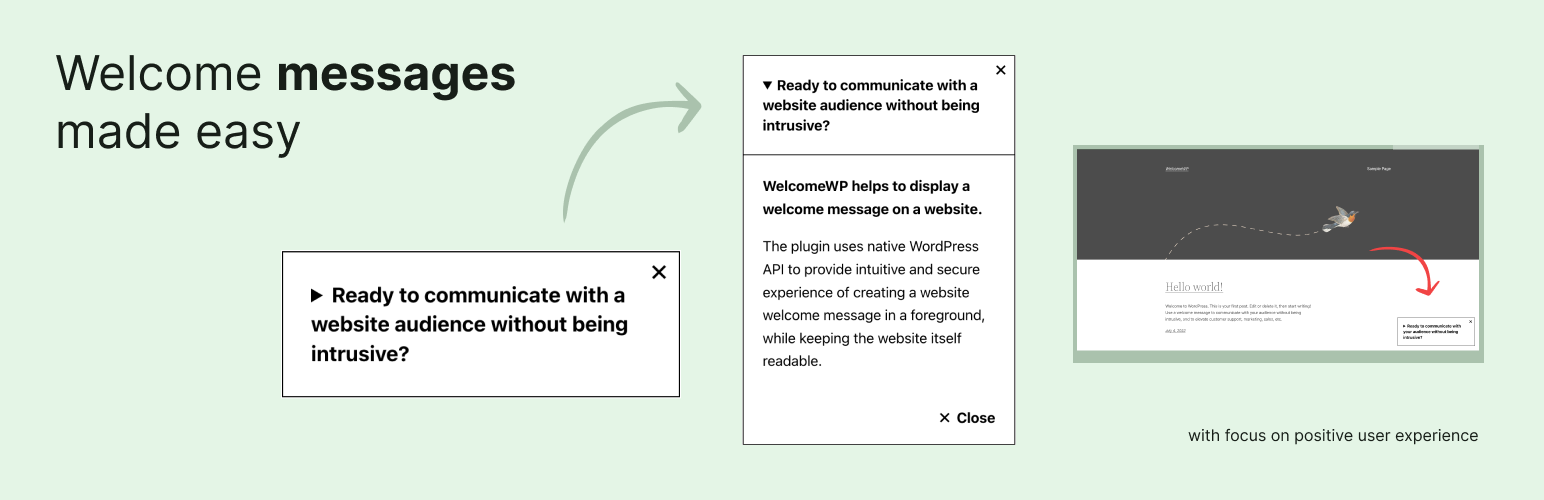 Welcome messages
made easy
▶ Ready to communicate with a
website audience without being
intrusive?
▼ Ready to communicate with a
website audience without being
intrusive?
WelcomeWP helps to display a
welcome message on a website.
The plugin uses native WordPress
API to provide intuitive and secure
experience of creating a website
welcome message in a foreground,
while keeping the website itself
readable.
✕ Close
WelcomeWP
Sample Page
Hello world!
Welcome to WordPress. This is your first post. Edit or delete it, then start writing!
Use a welcome message to communicate with your audience without being
intrusive, and to elevate customer support, marketing, sales, etc.
▶ Ready to communicate with
your audience without being
intrusive?
with focus on positive user experience